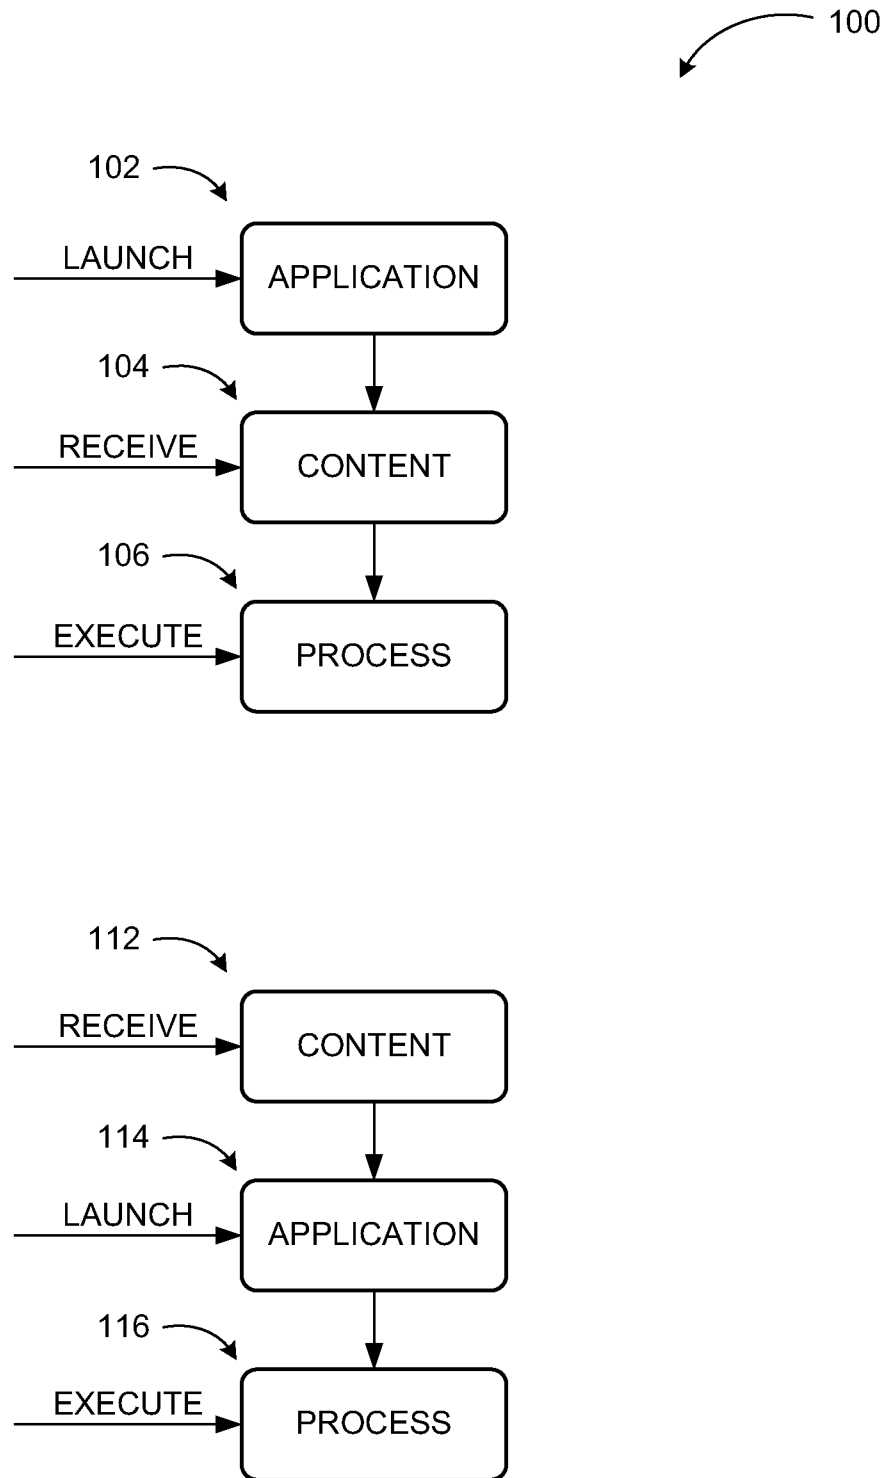 100
102
LAUNCH
APPLICATION
104
RECEIVE
CONTENT
106
EXECUTE
PROCESS
112
RECEIVE
CONTENT
114
LAUNCH
APPLICATION
116
EXECUTE
PROCESS